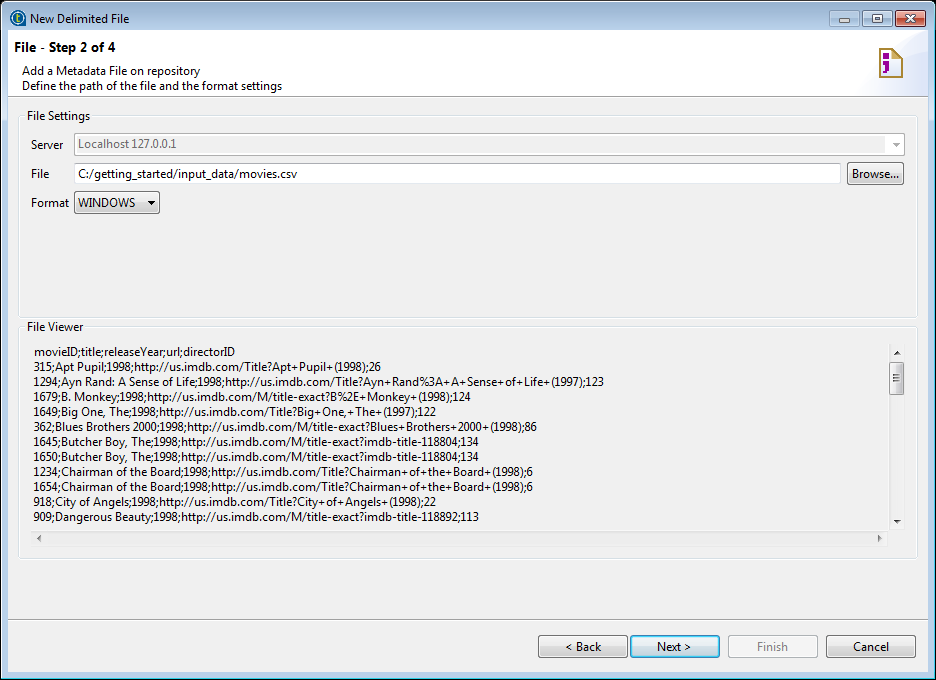 New Delimited File
File - Step 2 of 4
Add a Metadata File on repository
Define the path of the file and the format settings
File Settings
Server Localhost 127.0.0.1
File C:/getting_started/input_data/movies.csv Browse...
Format WINDOWS
File Viewer
movieID;title;releaseYear;url;directorID
315;Apt Pupil;1998;http://us.imdb.com/Title?Apt+Pupil+(1998);26
1294;Ayn Rand: A Sense of Life;1998;http://us.imdb.com/Title?Ayn+Rand%3A+A+Sense+of+Life+(1997);123
1679;B. Monkey;1998;http://us.imdb.com/M/title-exact?B%2E+Monkey+(1998);124
1649;Big One, The;1998;http://us.imdb.com/Title?Big+One,+The+(1997);122
362;Blues Brothers 2000;1998;http://us.imdb.com/M/title-exact?Blues+Brothers+2000+(1998);86
1645;Butcher Boy, The;1998;http://us.imdb.com/M/title-exact?imdb-title-118804;134
1650;Butcher Boy, The;1998;http://us.imdb.com/M/title-exact?imdb-title-118804;134
1234;Chairman of the Board;1998;http://us.imdb.com/Title?Chairman+of+the+Board+(1998);6
1654;Chairman of the Board;1998;http://us.imdb.com/Title?Chairman+of+the+Board+(1998);6
918;City of Angels;1998;http://us.imdb.com/Title?City+of+Angels+(1998);22
909;Dangerous Beauty;1998;http://us.imdb.com/M/title-exact?imdb-title-118892;113
< Back Next > Finish Cancel